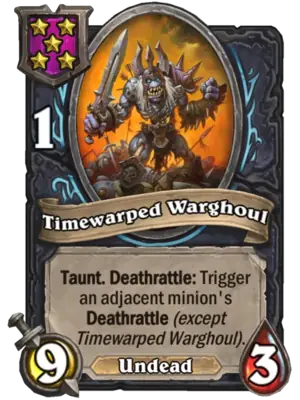 1
Timewarped Warghoul
Taunt. Deathrattle: Trigger
an adjacent minion's
Deathrattle (except
Timewarped Warghoul).
9
Undead
3